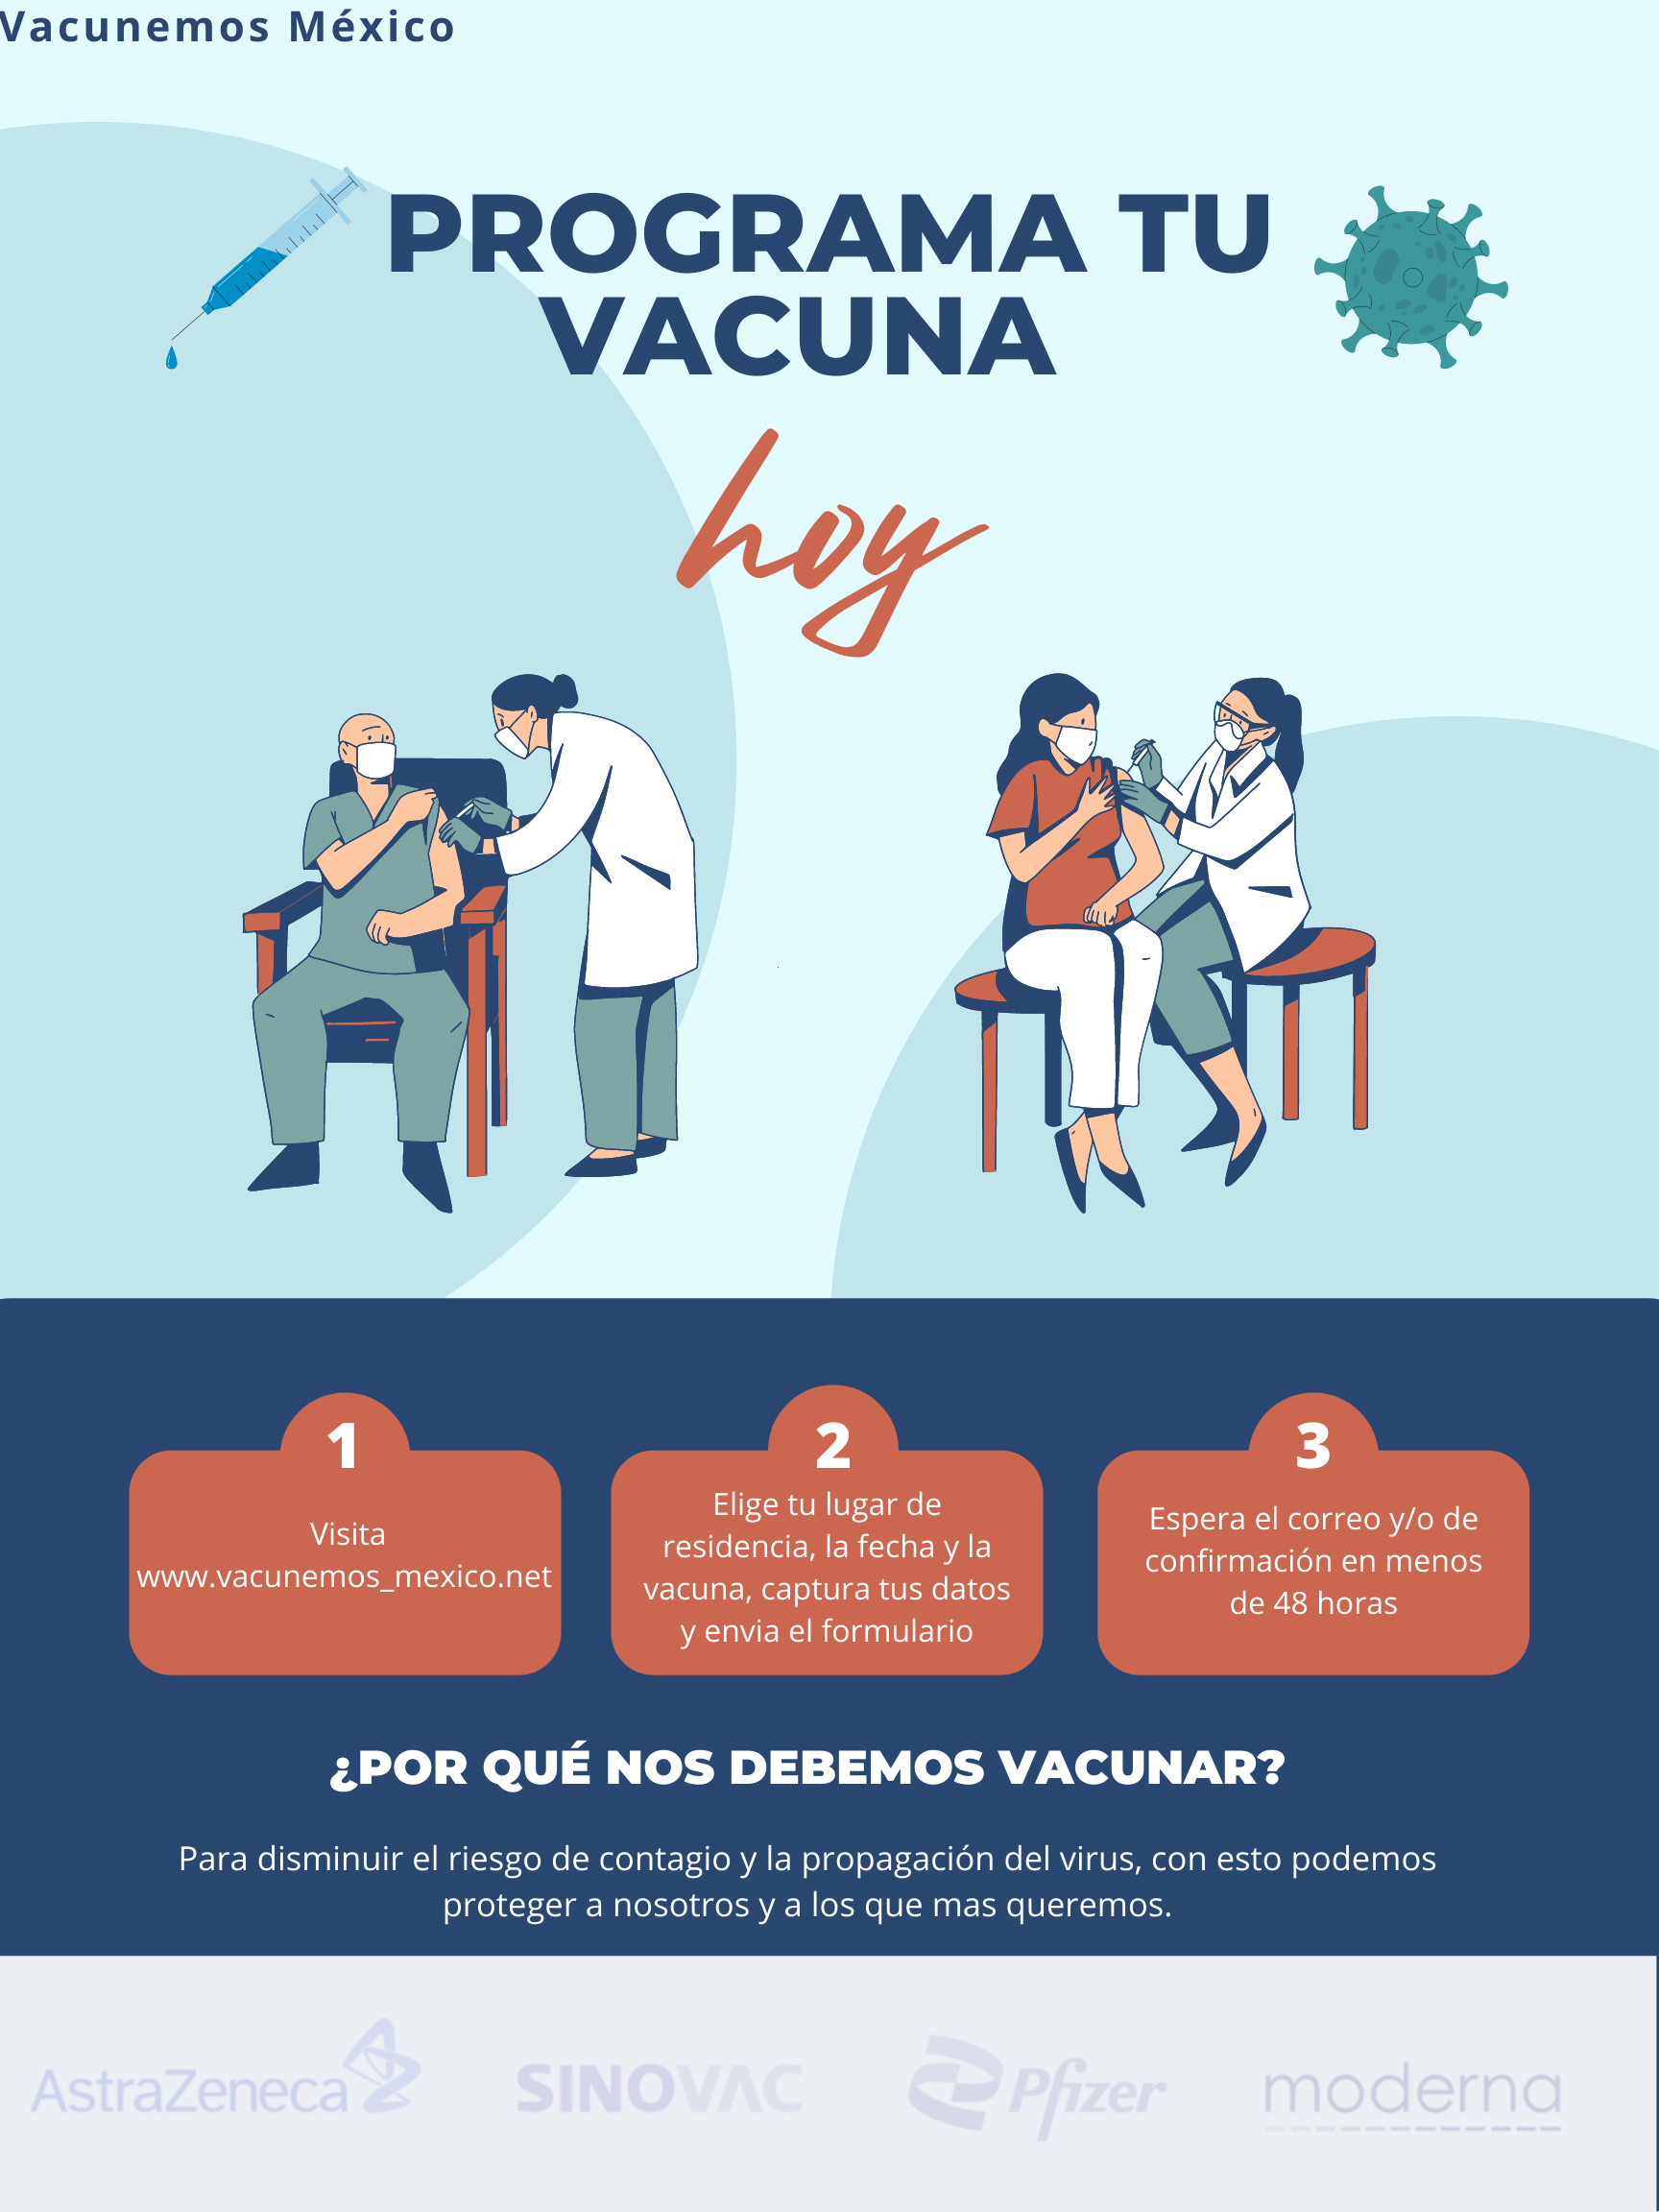 Vacunemos México
PROGRAMA TU
VACUNA
hoy
1
Visita
www.vacunemos_mexico.net
2
Elige tu lugar de
residencia, la fecha y la
vacuna, captura tus datos
y envia el formulario
3
Espera el correo y/o de
confirmación en menos
de 48 horas
¿POR QUÉ NOS DEBEMOS VACUNAR?
Para disminuir el riesgo de contagio y la propagación del virus, con esto podemos
proteger a nosotros y a los que mas queremos.
AstraZeneca
SINOVAC
Pfizer
moderna